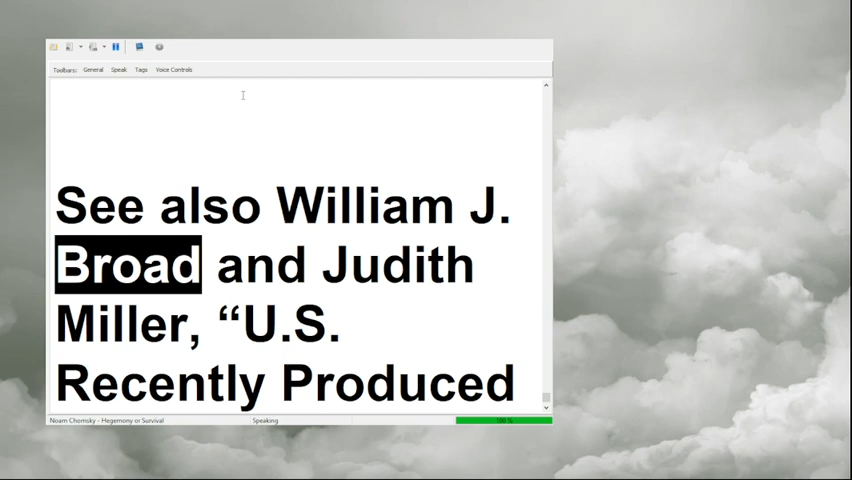 Toolbars: General Speak Tags Voice Controls
See also William J.
Broad and Judith
Miller, “U.S.
Recently Produced
Noam Chomsky - Hegemony or Survival Speaking 100 %